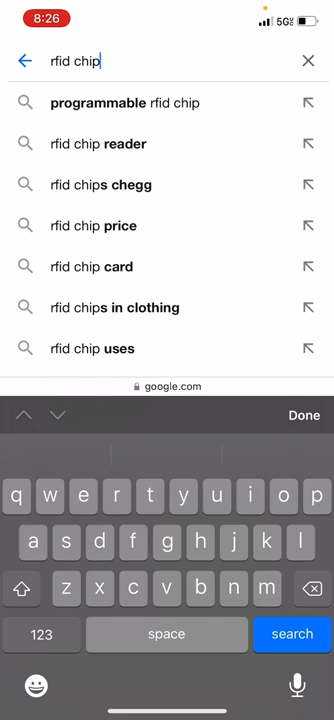 8:26
5G
rfid chip
programmable rfid chip
rfid chip reader
rfid chips chegg
rfid chip price
rfid chip card
rfid chips in clothing
rfid chip uses
google.com
Done
q w e r t y u i o p
a s d f g h j k l
z x c v b n m
123 space search